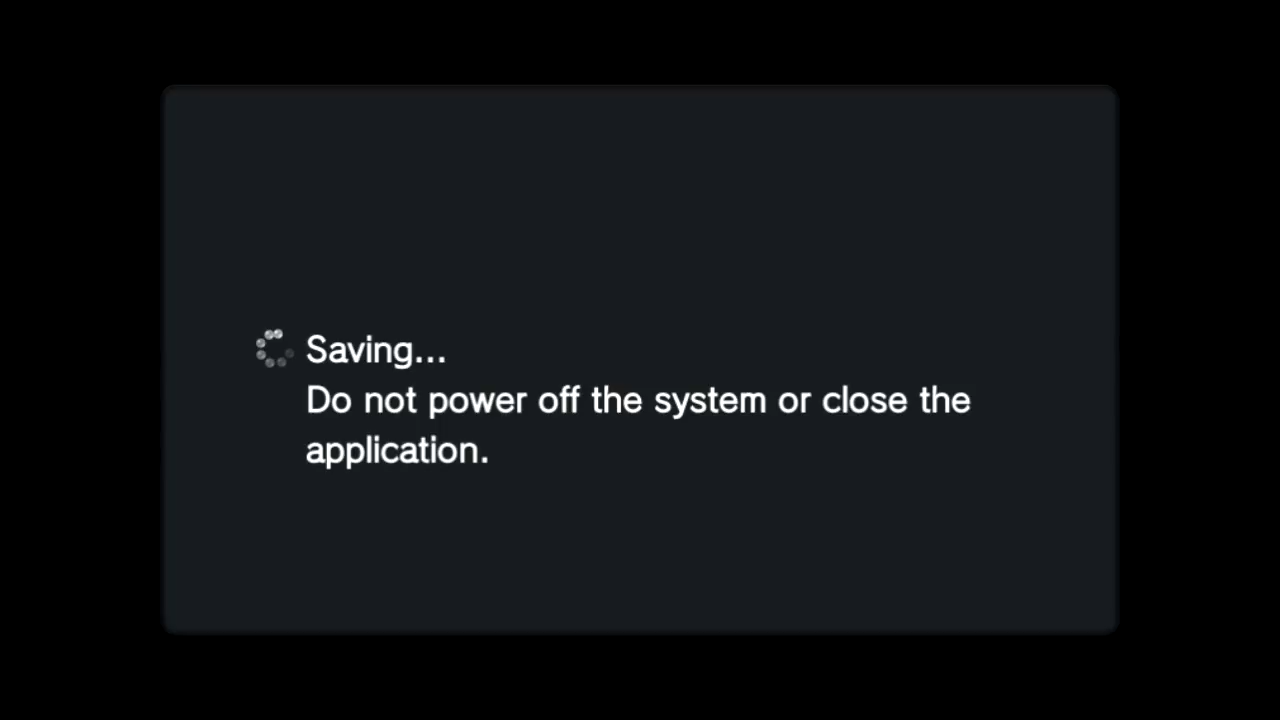 Saving...
Do not power off the system or close the
application.